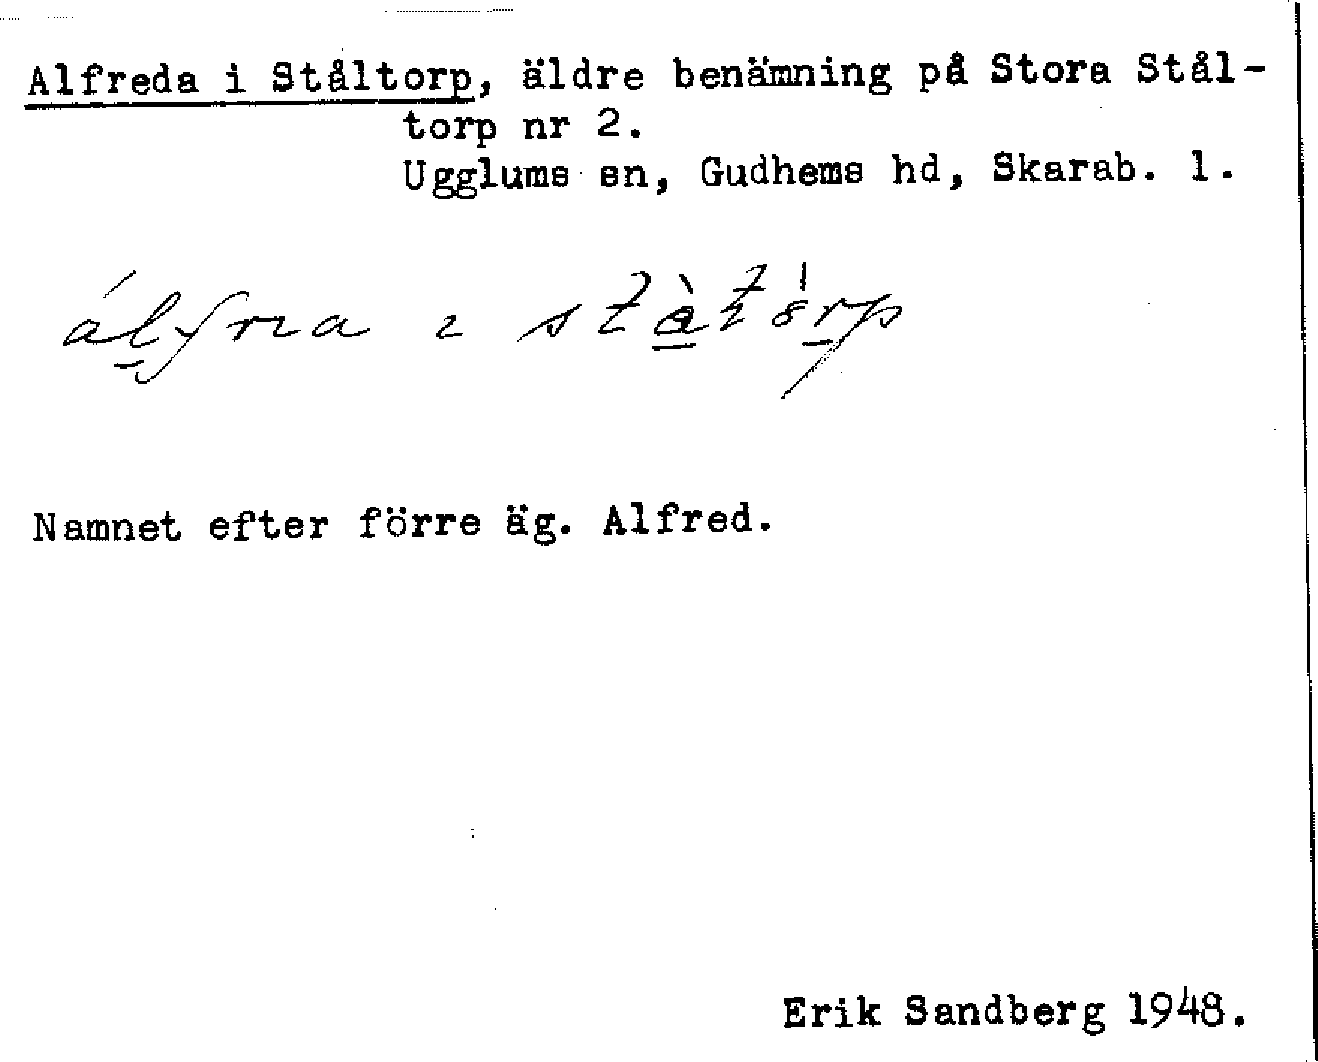 Alfreds i Ståltorp, äldre benämning på Stora Stål-
torp nr 2.
Ugglums sn, Gudhems hd, Skarab. l.
Namnet efter förre äg. Alfred.
Erik Sandberg 1948.